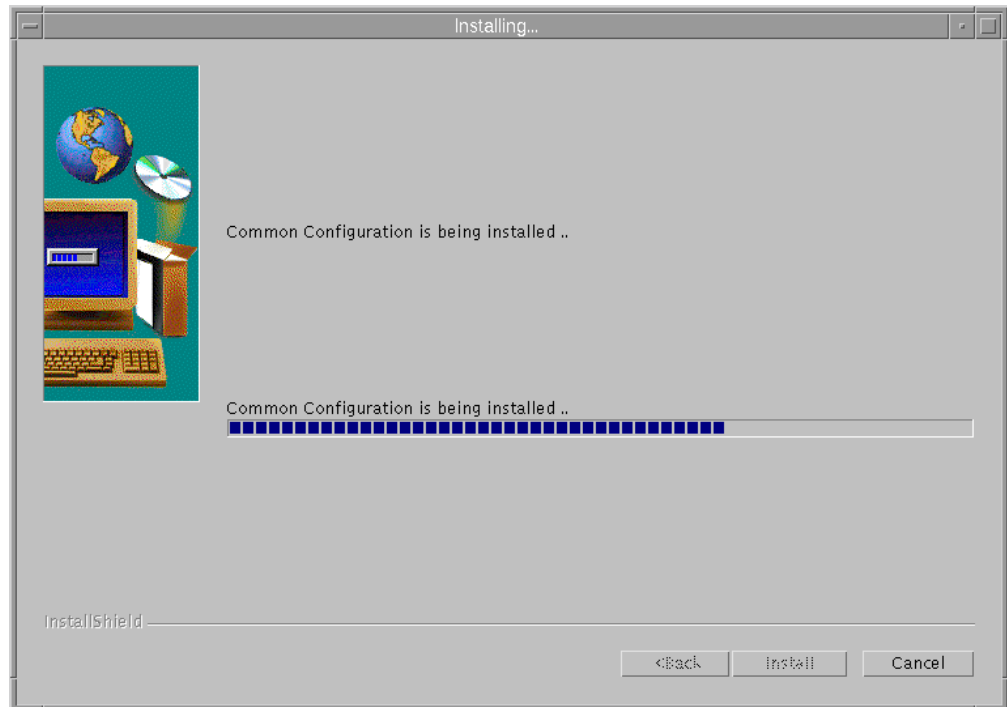 Installing...
Common Configuration is being installed ..
Common Configuration is being installed ..
InstallShield
<Back
Install
Cancel